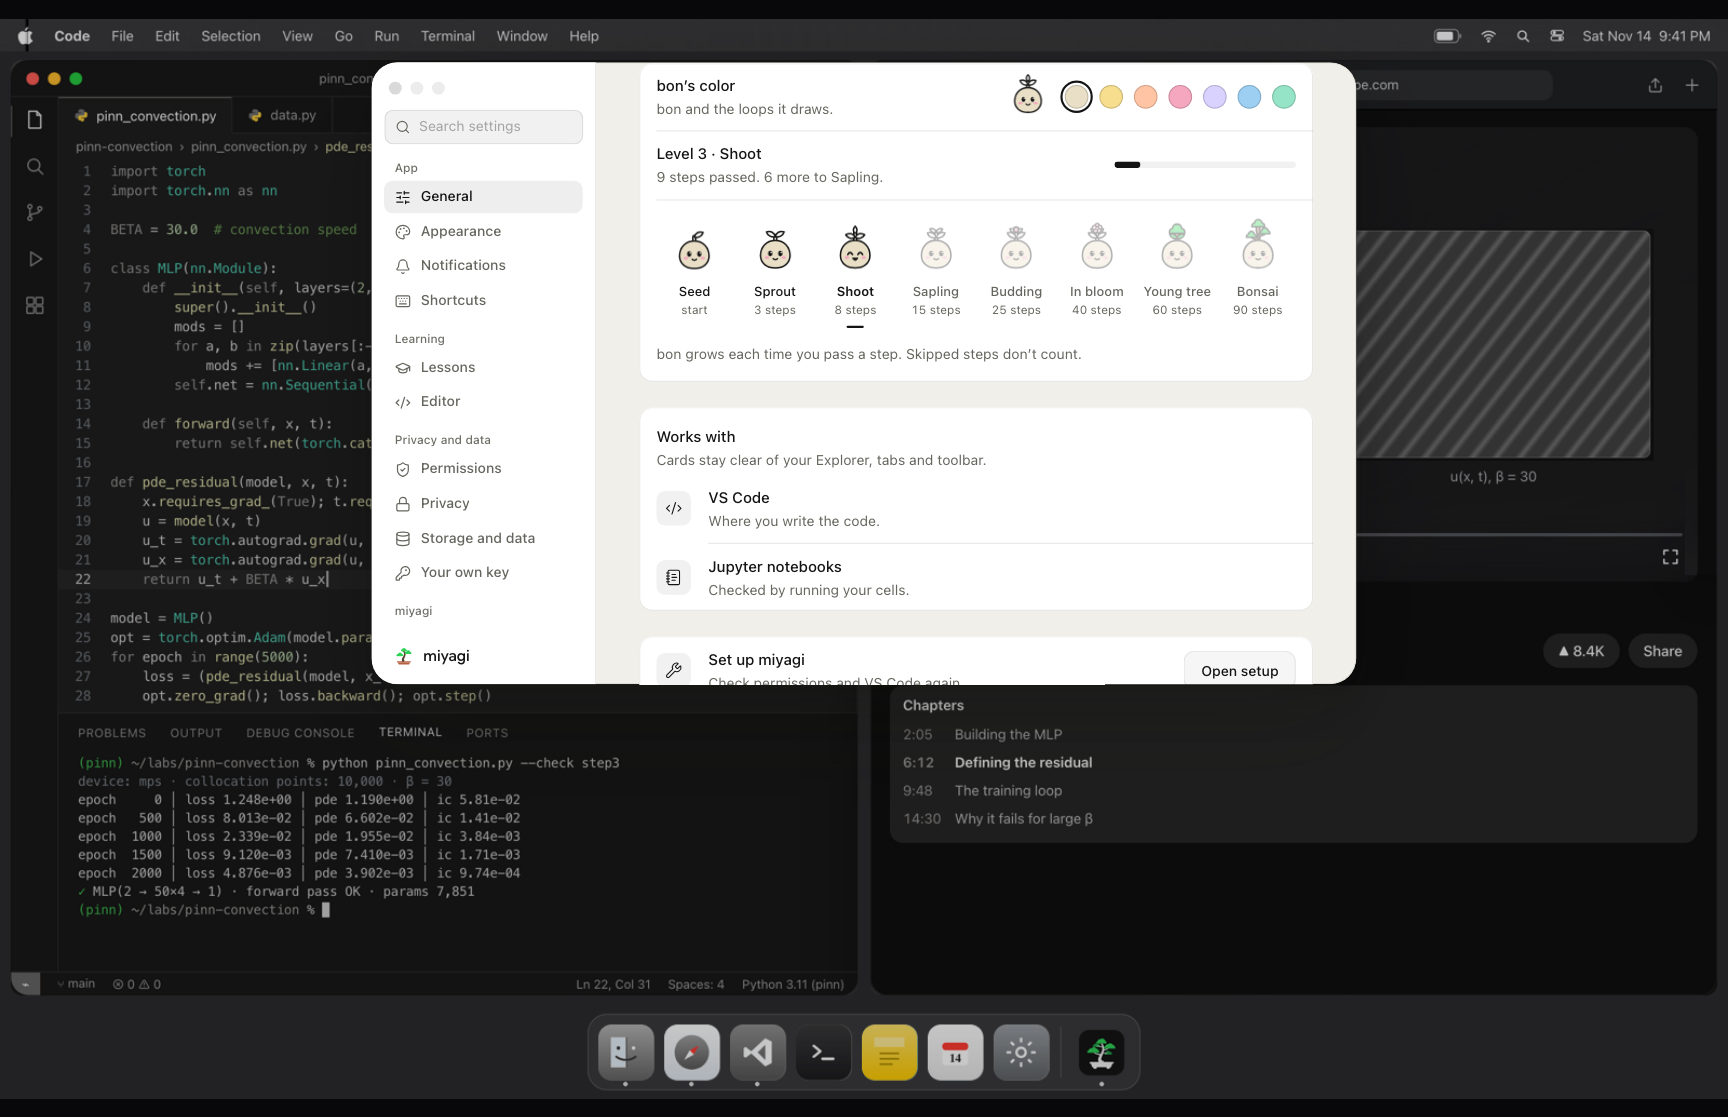 Code File Edit Selection View Go Run Terminal Window Help
Sat Nov 14 9:41 PM
pinn_con
pinn_convection.py
data.py
pinn-convection › pinn_convection.py › pde_res
1 import torch
2 import torch.nn as nn
3
4 BETA = 30.0 # convection speed
5
6 class MLP(nn.Module):
7 def __init__(self, layers=(2,
8 super().__init__()
9 mods = []
10 for a, b in zip(layers[:-
11 mods += [nn.Linear(a,
12 self.net = nn.Sequential(
13
14 def forward(self, x, t):
15 return self.net(torch.cat
16
17 def pde_residual(model, x, t):
18 x.requires_grad_(True); t.req
19 u = model(x, t)
20 u_t = torch.autograd.grad(u,
21 u_x = torch.autograd.grad(u,
22 return u_t + BETA * u_x
23
24 model = MLP()
25 opt = torch.optim.Adam(model.para
26 for epoch in range(5000):
27 loss = (pde_residual(model, x_
28 opt.zero_grad(); loss.backward(); opt.step()
PROBLEMS OUTPUT DEBUG CONSOLE TERMINAL PORTS
(pinn) ~/labs/pinn-convection % python pinn_convection.py --check step3
device: mps · collocation points: 10,000 · β = 30
epoch 0 | loss 1.248e+00 | pde 1.190e+00 | ic 5.81e-02
epoch 500 | loss 8.013e-02 | pde 6.602e-02 | ic 1.41e-02
epoch 1000 | loss 2.339e-02 | pde 1.955e-02 | ic 3.84e-03
epoch 1500 | loss 9.120e-03 | pde 7.410e-03 | ic 1.71e-03
epoch 2000 | loss 4.876e-03 | pde 3.902e-03 | ic 9.74e-04
✓ MLP(2 → 50×4 → 1) · forward pass OK · params 7,851
(pinn) ~/labs/pinn-convection %
main 0 0
Ln 22, Col 31 Spaces: 4 Python 3.11 (pinn)
Search settings
App
General
Appearance
Notifications
Shortcuts
Learning
Lessons
Editor
Privacy and data
Permissions
Privacy
Storage and data
Your own key
miyagi
miyagi
bon’s color
bon and the loops it draws.
Level 3 · Shoot
9 steps passed. 6 more to Sapling.
Seed Sprout Shoot Sapling Budding In bloom Young tree Bonsai
start 3 steps 8 steps 15 steps 25 steps 40 steps 60 steps 90 steps
bon grows each time you pass a step. Skipped steps don’t count.
Works with
Cards stay clear of your Explorer, tabs and toolbar.
VS Code
Where you write the code.
Jupyter notebooks
Checked by running your cells.
Set up miyagi
Check permissions and VS Code again.
Open setup
be.com
u(x, t), β = 30
▲ 8.4K
Share
Chapters
2:05 Building the MLP
6:12 Defining the residual
9:48 The training loop
14:30 Why it fails for large β
14